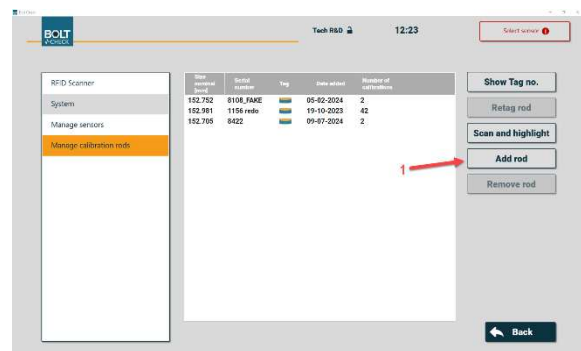 BOLT
CHECK
Tech R&D
12:23
Select sensor
RFID Scanner
System
Manage sensors
Manage calibration rods
Size nominal [mm] Serial number Tag Date added Number of calibrations
152.752 8108_FAKE 05-02-2024 2
152.981 1156 redo 19-10-2023 42
152.705 8422 09-07-2024 2
1
Show Tag no.
Retag rod
Scan and highlight
Add rod
Remove rod
Back